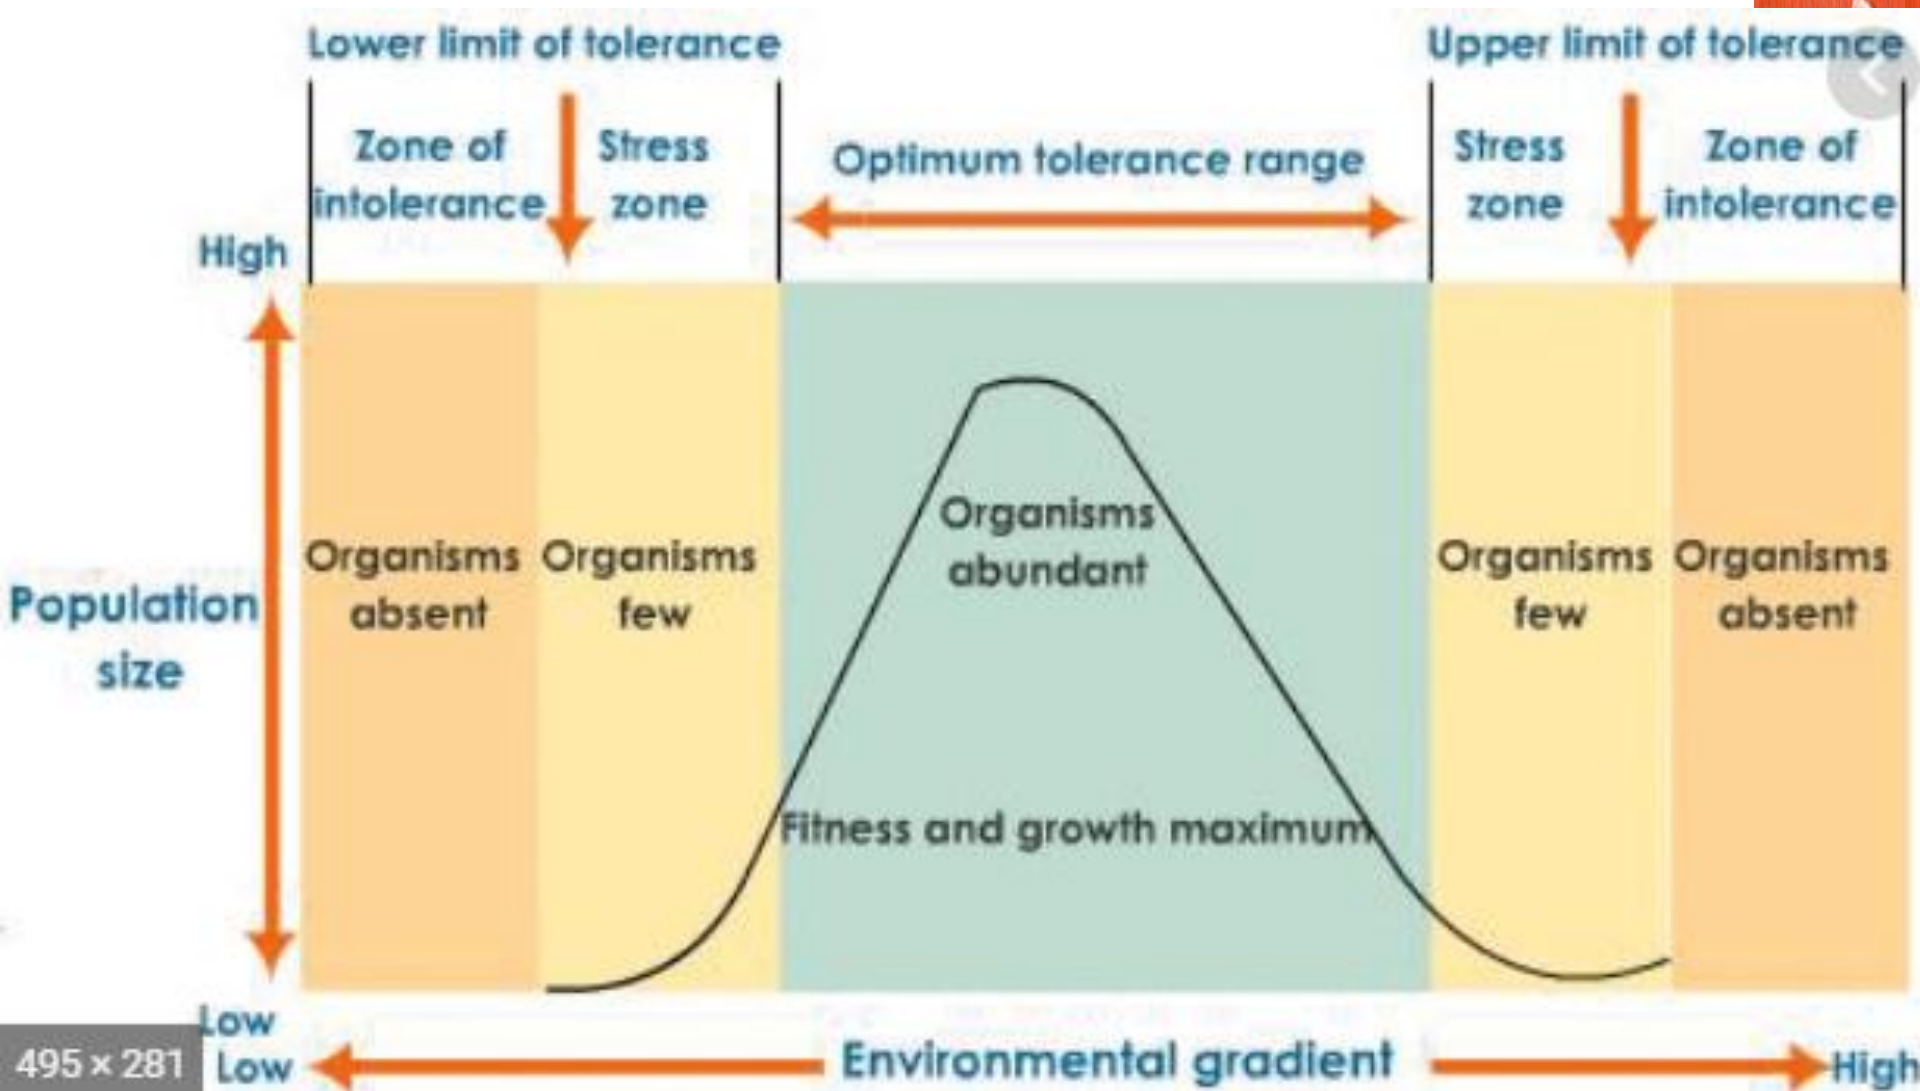 Lower limit of tolerance
Upper limit of tolerance
Zone of
intolerance
Stress
zone
Optimum tolerance range
Stress
zone
Zone of
intolerance
High
Organisms
absent
Organisms
few
Organisms
abundant
Organisms
few
Organisms
absent
Population
size
Fitness and growth maximum
Low
495 × 281
Low
Environmental gradient
High